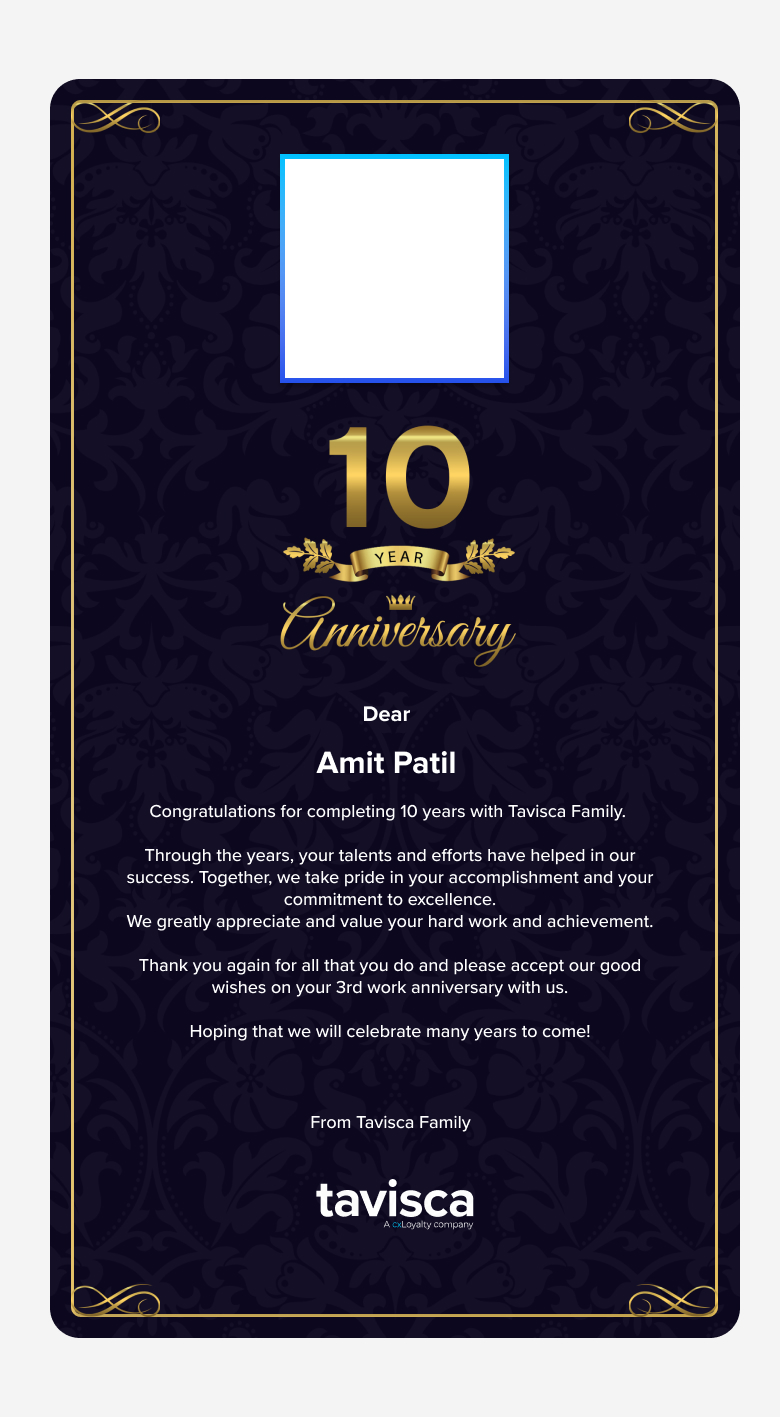 10
YEAR
Anniversary
Dear
Amit Patil
Congratulations for completing 10 years with Tavisca Family.
Through the years, your talents and efforts have helped in our
success. Together, we take pride in your accomplishment and your
commitment to excellence.
We greatly appreciate and value your hard work and achievement.
Thank you again for all that you do and please accept our good
wishes on your 3rd work anniversary with us.
Hoping that we will celebrate many years to come!
From Tavisca Family
tavisca
A cxLoyalty company